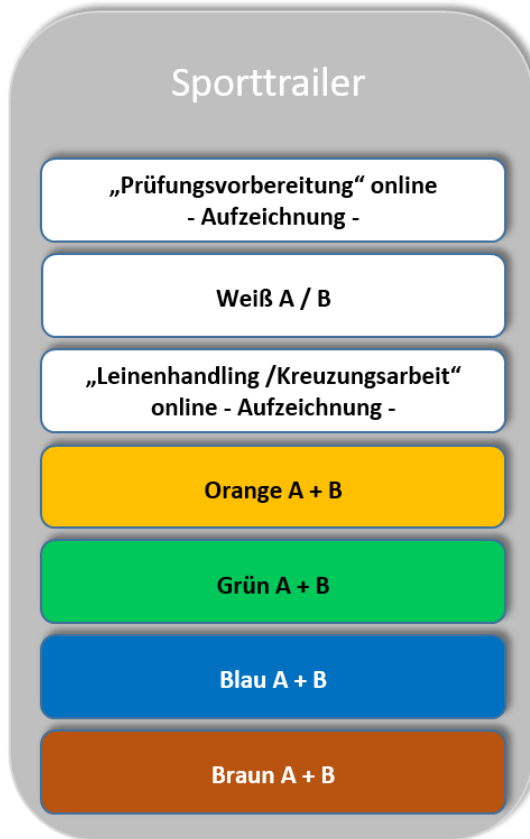 Sporttrailer
„Prüfungsvorbereitung“ online
- Aufzeichnung -
Weiß A / B
„Leinenhandling /Kreuzungsarbeit“
online - Aufzeichnung -
Orange A + B
Grün A + B
Blau A + B
Braun A + B